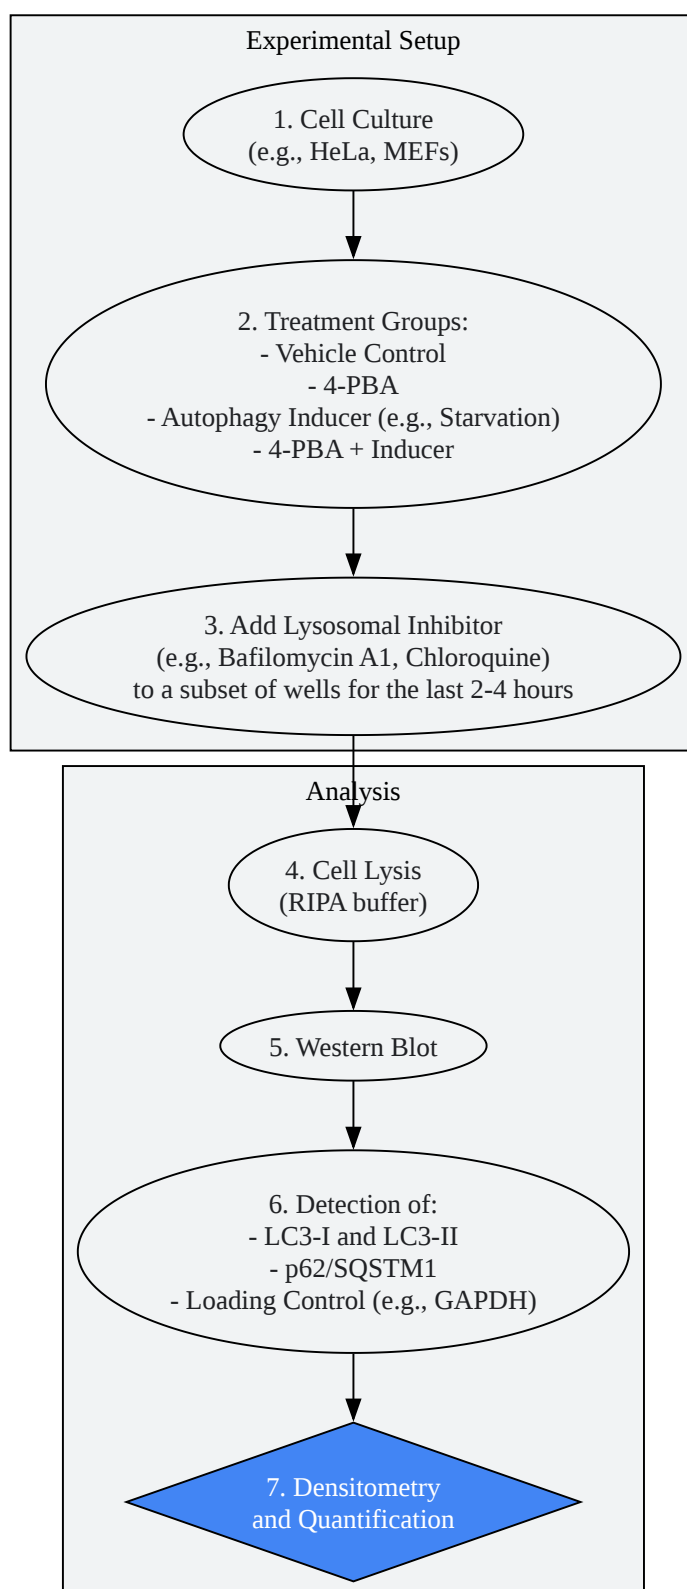 Experimental Setup
1. Cell Culture
(e.g., HeLa, MEFs)
2. Treatment Groups:
- Vehicle Control
- 4-PBA
- Autophagy Inducer (e.g., Starvation)
- 4-PBA + Inducer
3. Add Lysosomal Inhibitor
(e.g., Bafilomycin A1, Chloroquine)
to a subset of wells for the last 2-4 hours
Analysis
4. Cell Lysis
(RIPA buffer)
5. Western Blot
6. Detection of:
- LC3-I and LC3-II
- p62/SQSTM1
- Loading Control (e.g., GAPDH)
7. Densitometry
and Quantification